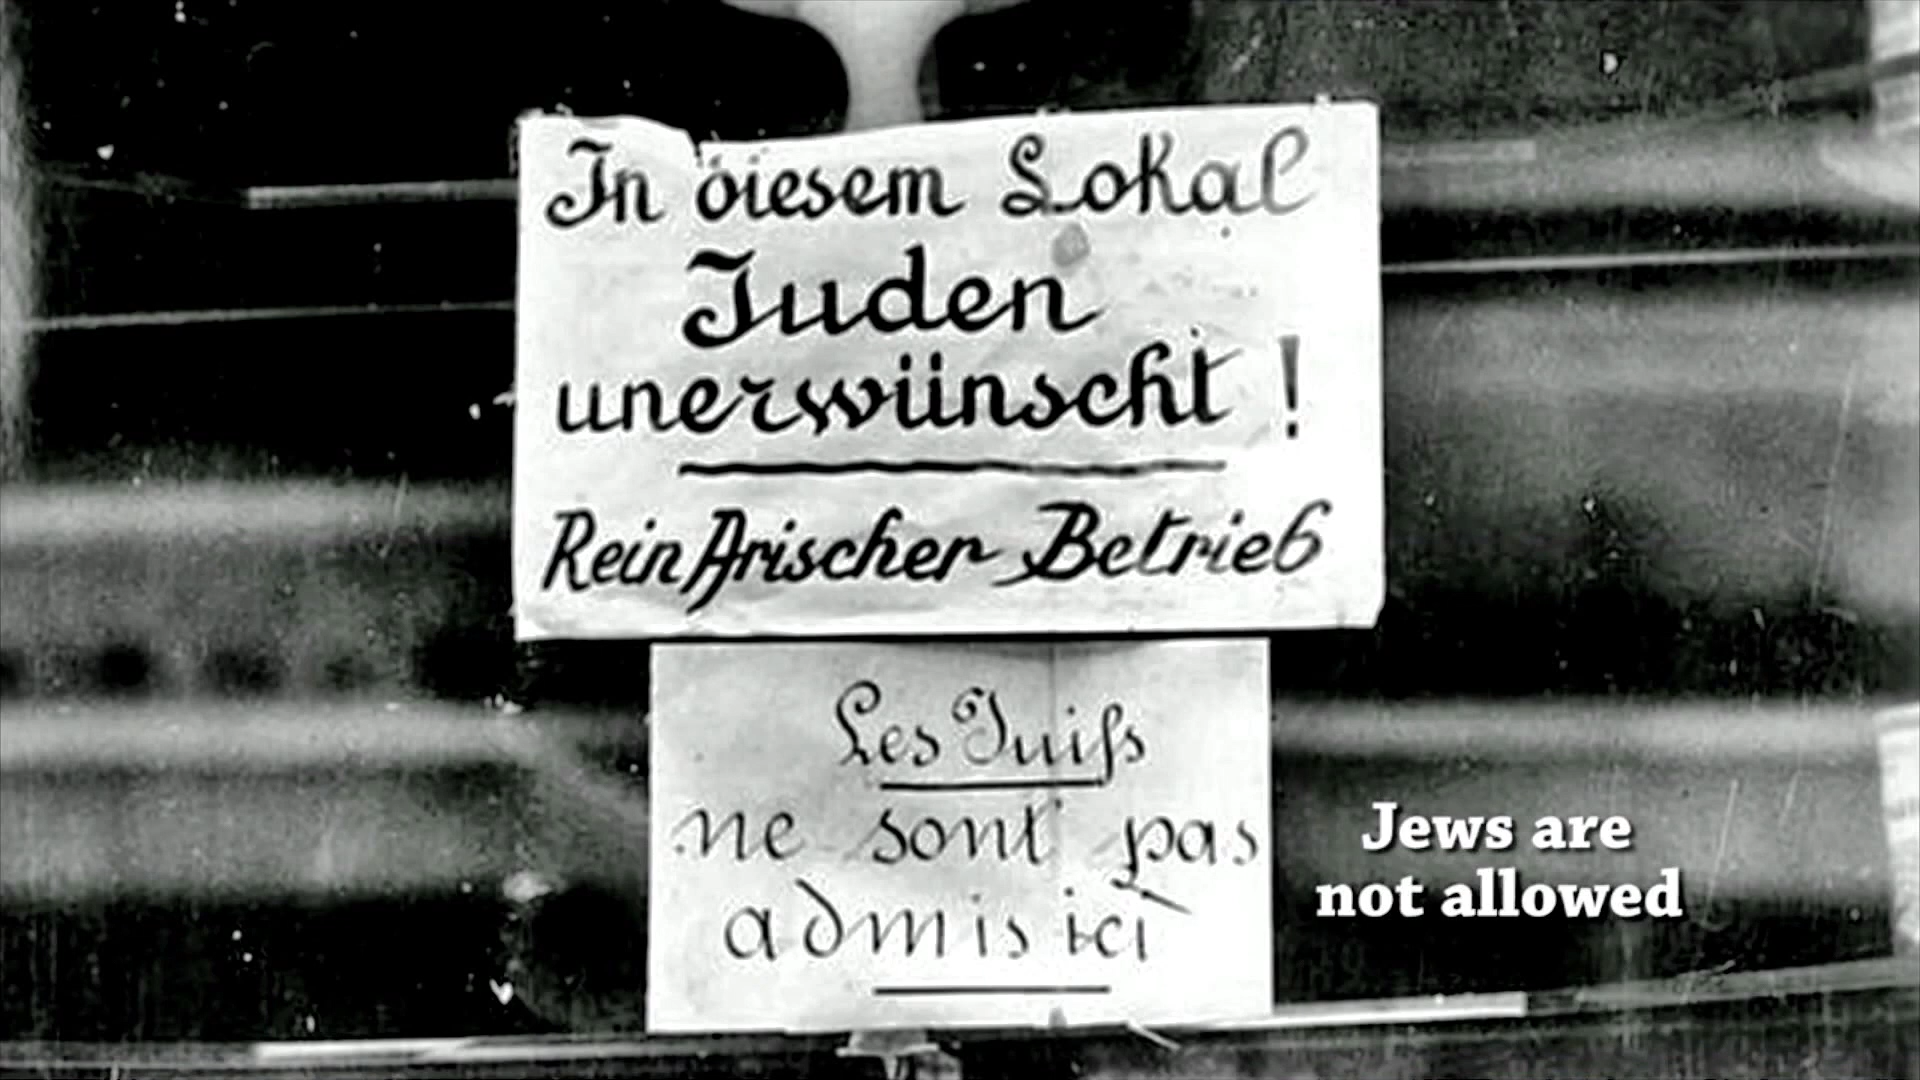 In diesem Lokal
Juden
unerwünscht!
Rein Arischer Betrieb
Les Juifs
ne sont pas
admis ici
Jews are
not allowed